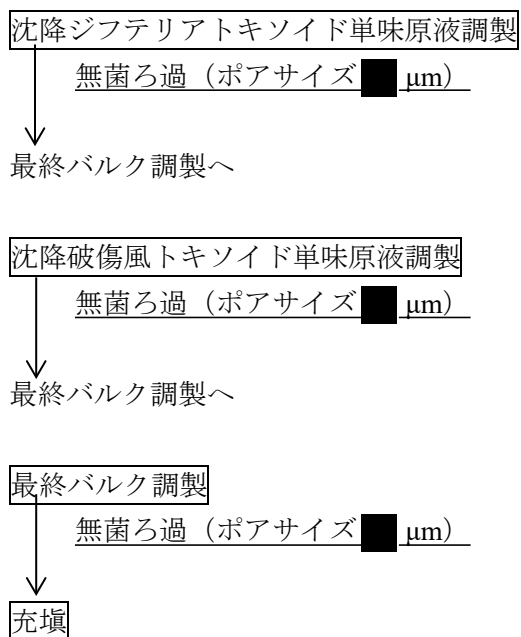 沈降ジフテリアトキソイド単味原液調製
無菌ろ過（ポアサイズ μm）
最終バルク調製へ
沈降破傷風トキソイド単味原液調製
無菌ろ過（ポアサイズ μm）
最終バルク調製へ
最終バルク調製
無菌ろ過（ポアサイズ μm）
充塡